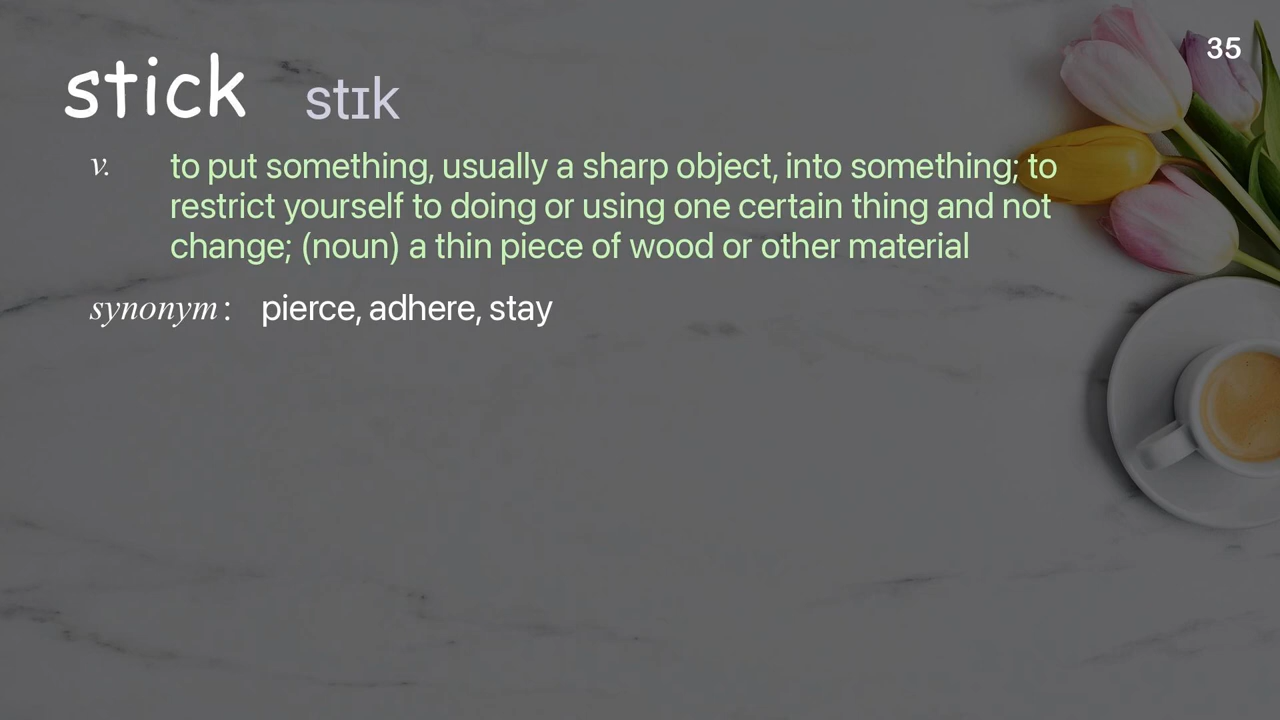 35
stick stɪk
v. to put something, usually a sharp object, into something; to
restrict yourself to doing or using one certain thing and not
change; (noun) a thin piece of wood or other material
synonym: pierce, adhere, stay